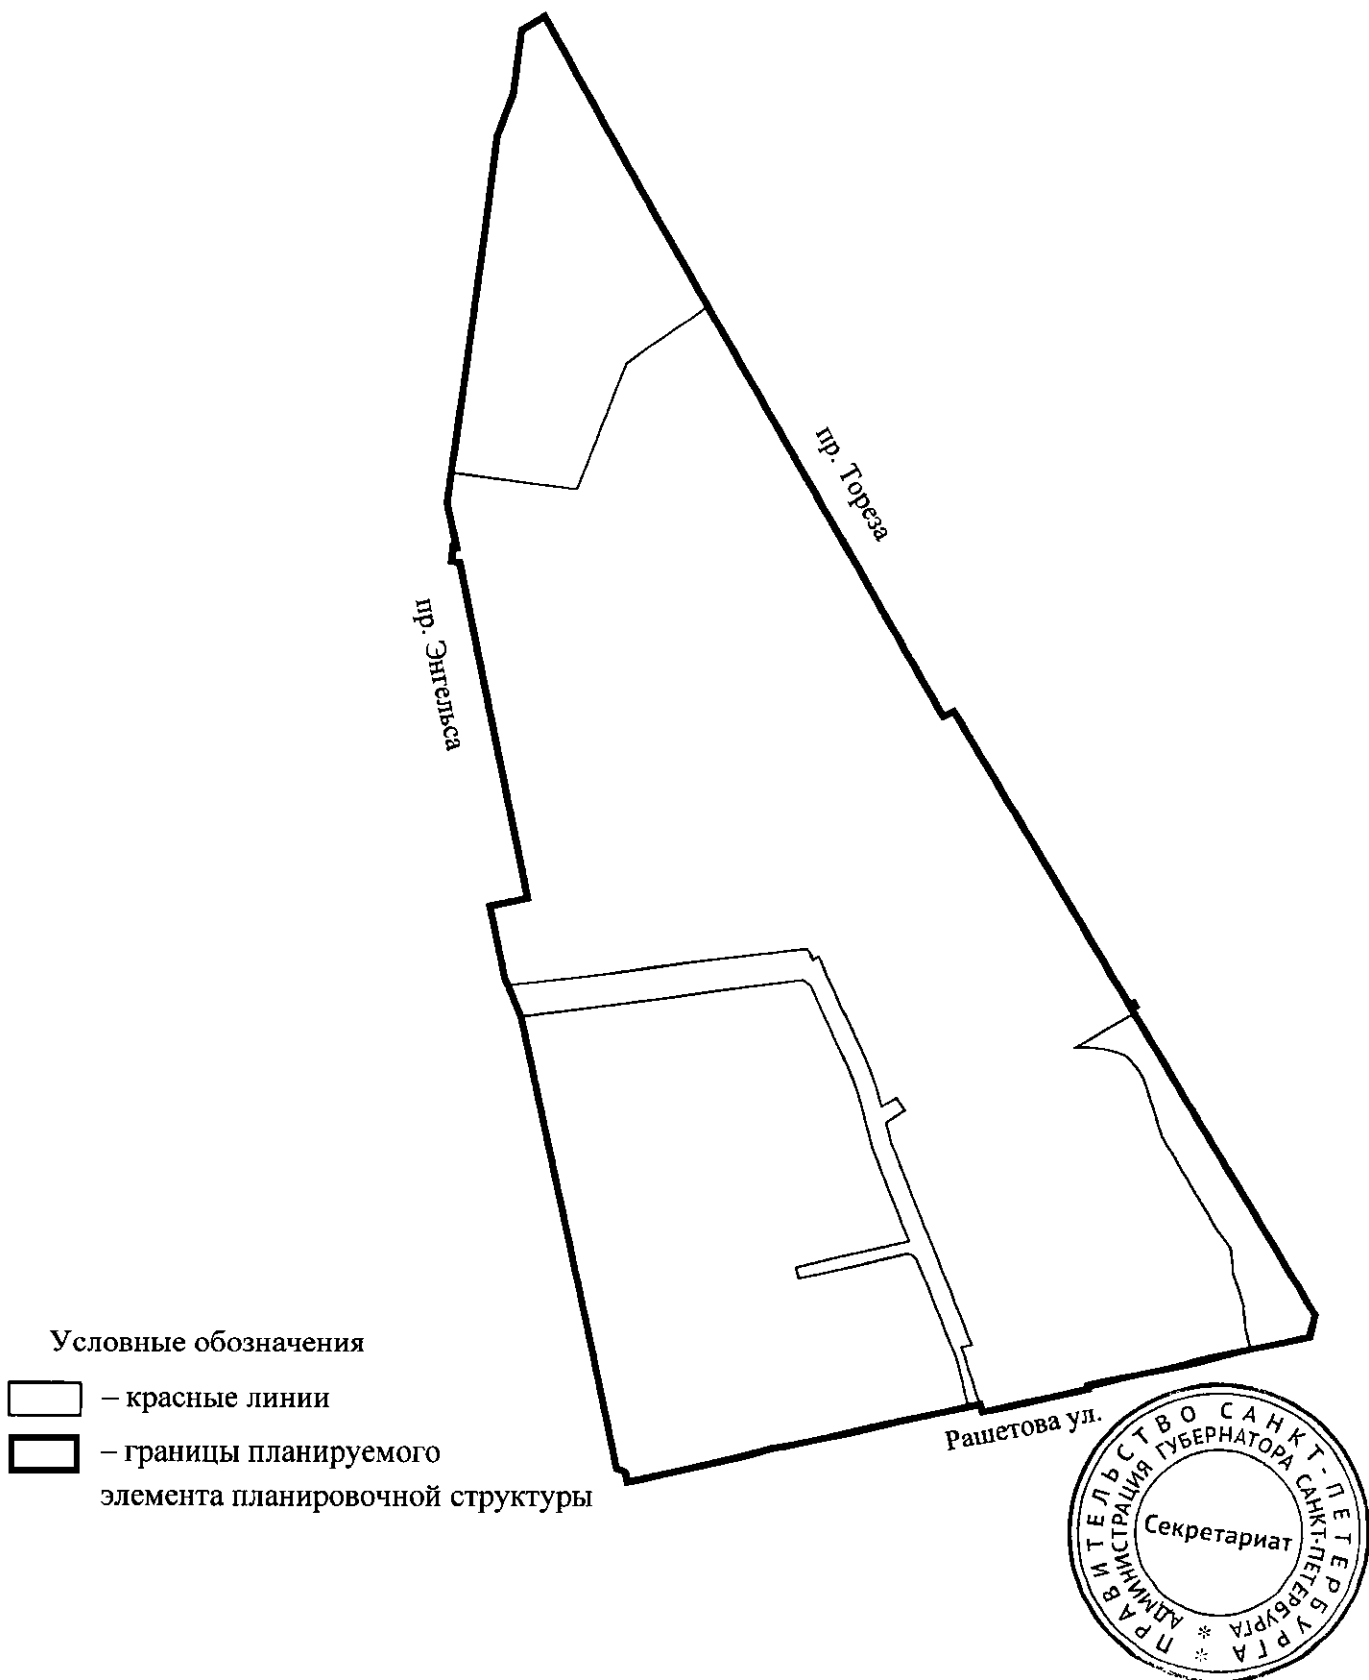 пр. Тореза
пр. Энгельса
Условные обозначения
– красные линии
– границы планируемого
элемента планировочной структуры
Рашетова ул.
ПРАВИТЕЛЬСТВО САНКТ-ПЕТЕРБУРГА
АДМИНИСТРАЦИЯ ГУБЕРНАТОРА САНКТ-ПЕТЕРБУРГА
Секретариат